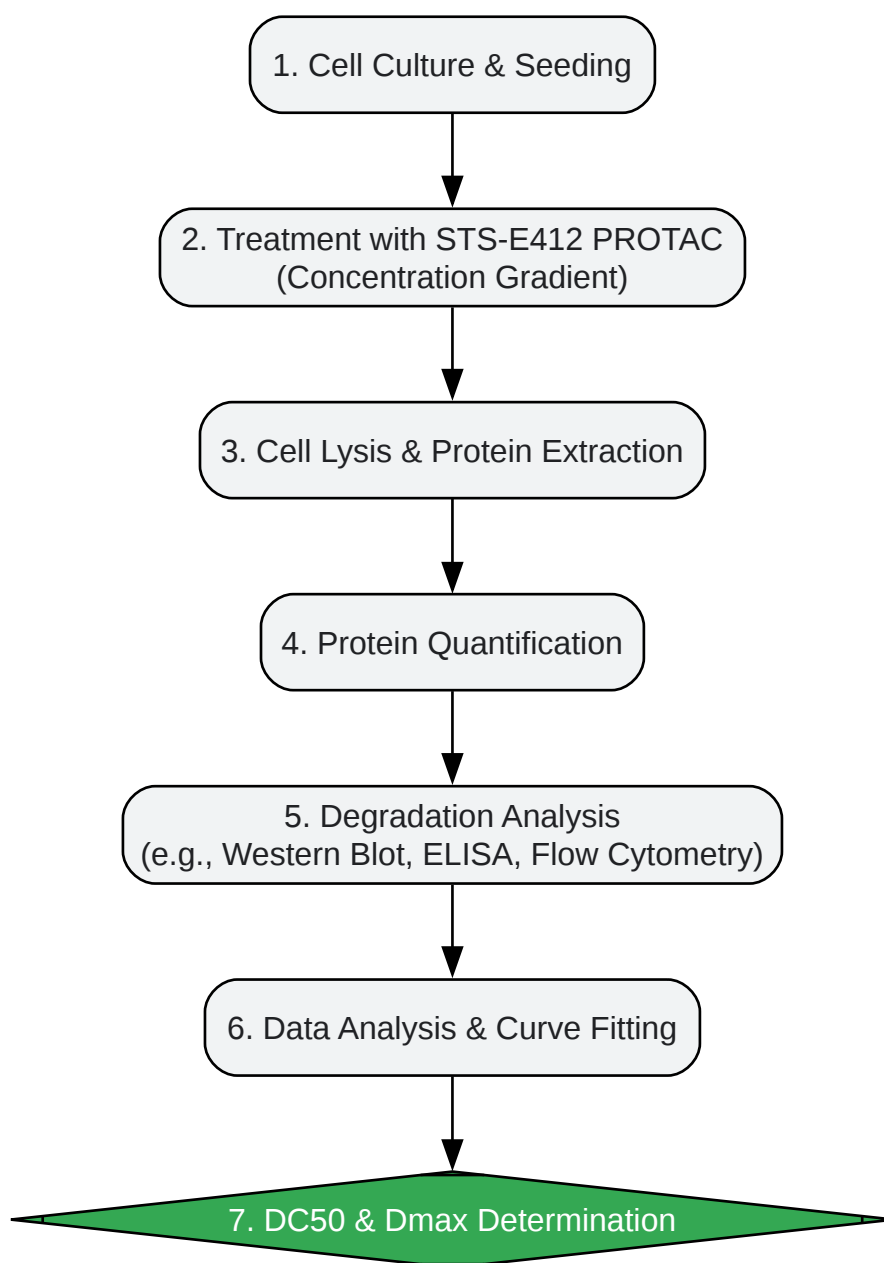 1. Cell Culture & Seeding
2. Treatment with STS-E412 PROTAC
(Concentration Gradient)
3. Cell Lysis & Protein Extraction
4. Protein Quantification
5. Degradation Analysis
(e.g., Western Blot, ELISA, Flow Cytometry)
6. Data Analysis & Curve Fitting
7. DC50 & Dmax Determination